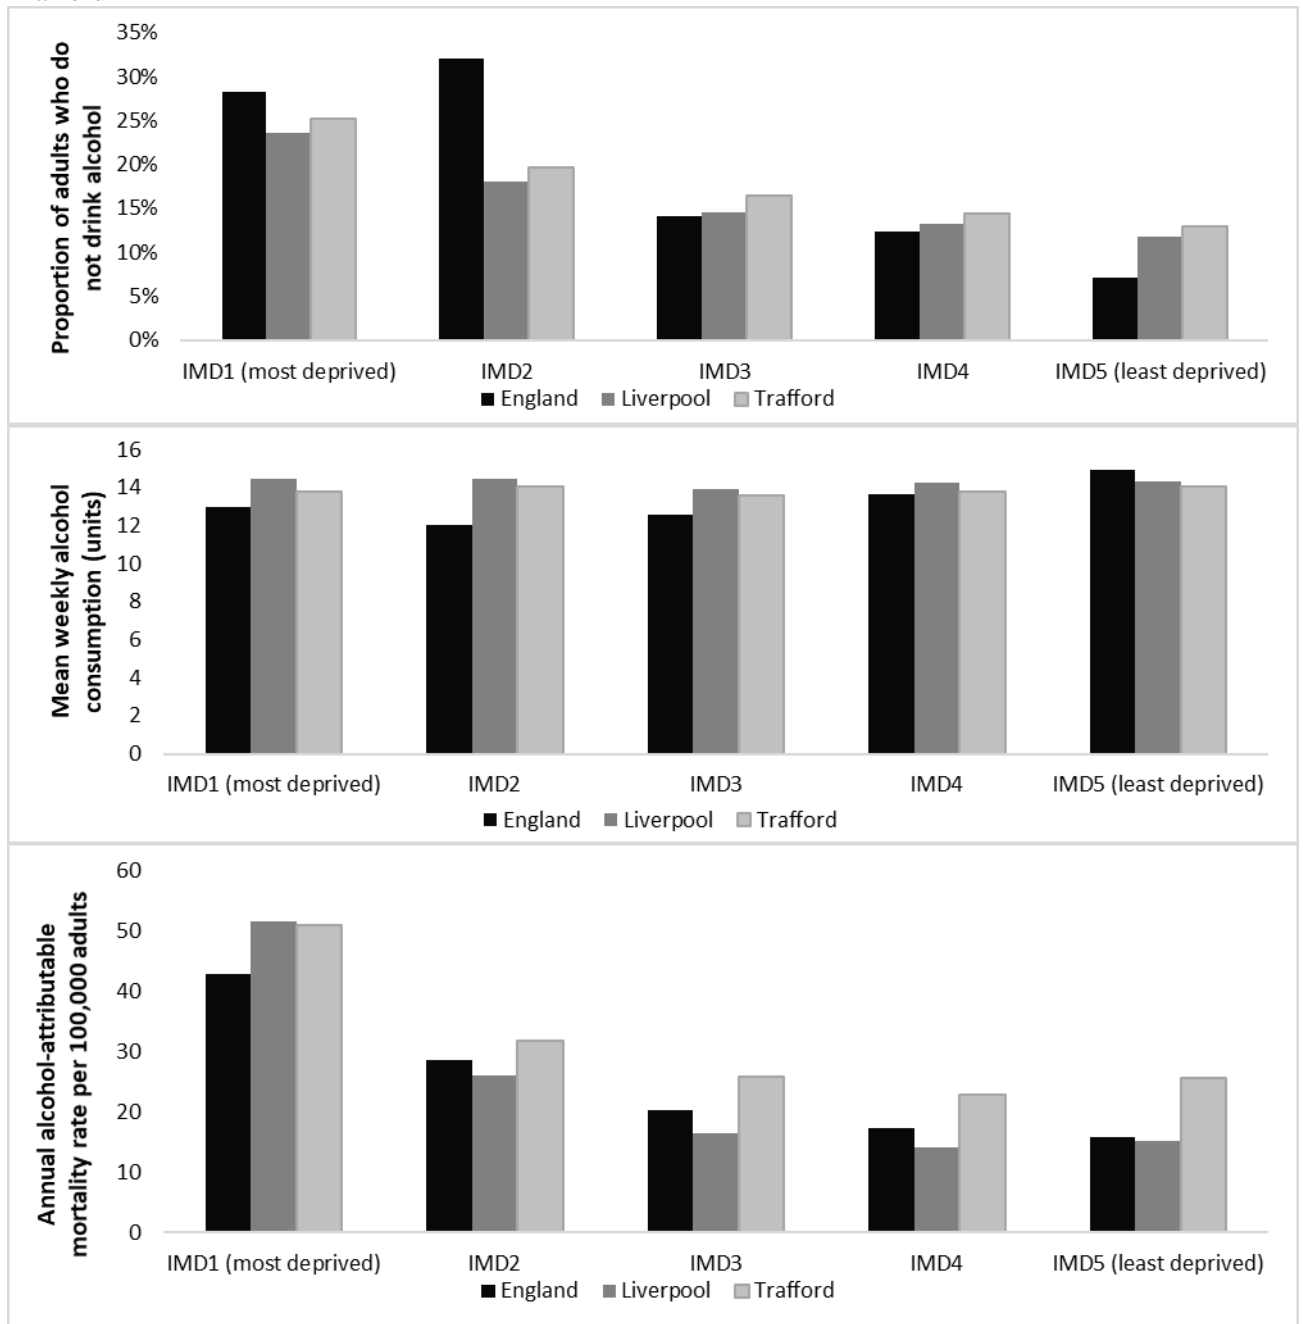 Proportion of adults who do
not drink alcohol
35%
30%
25%
20%
15%
10%
5%
0%
IMD1 (most deprived) IMD2 IMD3 IMD4 IMD5 (least deprived)
England Liverpool Trafford
Mean weekly alcohol
consumption (units)
16
14
12
10
8
6
4
2
0
IMD1 (most deprived) IMD2 IMD3 IMD4 IMD5 (least deprived)
England Liverpool Trafford
Annual alcohol-attributable
mortality rate per 100,000 adults
60
50
40
30
20
10
0
IMD1 (most deprived) IMD2 IMD3 IMD4 IMD5 (least deprived)
England Liverpool Trafford